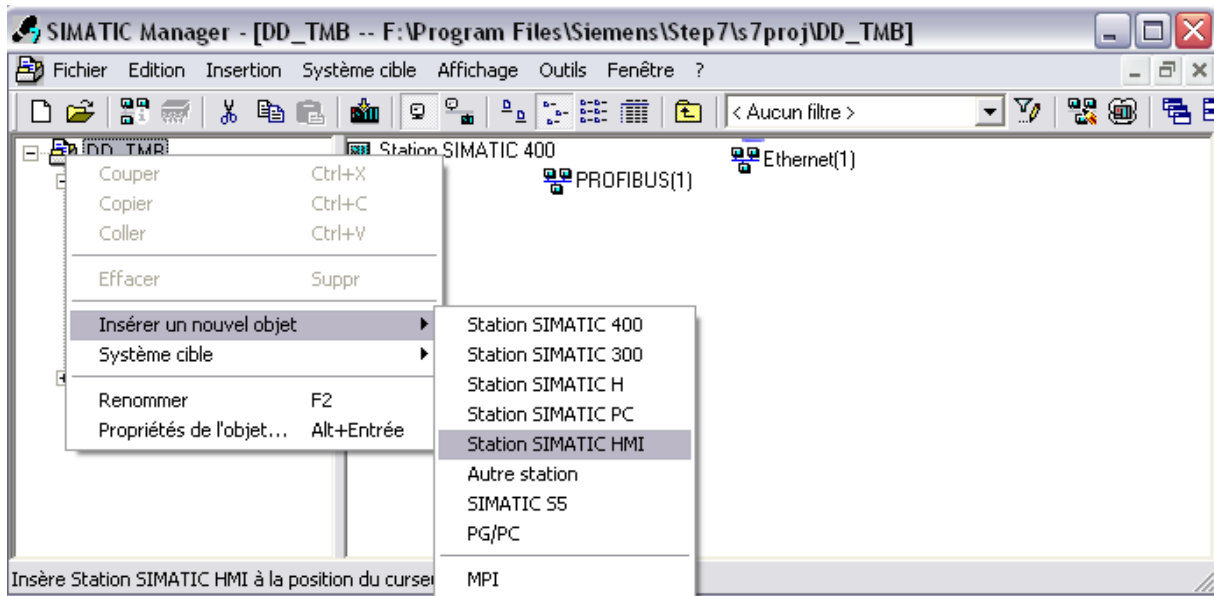 SIMATIC Manager - [DD_TMB -- F:\Program Files\Siemens\Step7\s7proj\DD_TMB]
Fichier Edition Insertion Système cible Affichage Outils Fenêtre ?
< Aucun filtre >
DD_TMB
Station SIMATIC 400
Ethernet(1)
PROFIBUS(1)
Couper Ctrl+X
Copier Ctrl+C
Coller Ctrl+V
Effacer Suppr
Insérer un nouvel objet
Système cible
Renommer F2
Propriétés de l'objet... Alt+Entrée
Station SIMATIC 400
Station SIMATIC 300
Station SIMATIC H
Station SIMATIC PC
Station SIMATIC HMI
Autre station
SIMATIC S5
PG/PC
MPI
Insère Station SIMATIC HMI à la position du curse